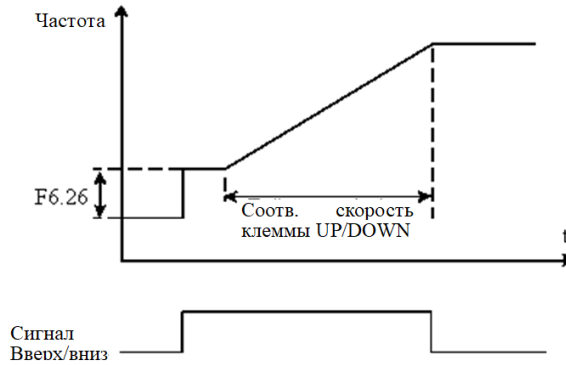 Частота
F6.26
Соотв. скорость
клеммы UP/DOWN
t
Сигнал
Вверх/вниз